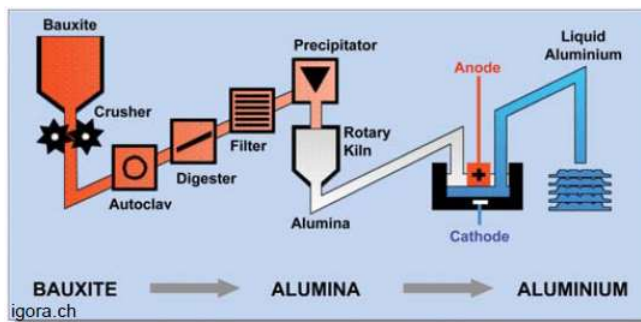 Bauxite
Crusher
Autoclav
Digester
Filter
Precipitator
Rotary
Kiln
Alumina
Anode
+
Cathode
Liquid
Aluminium
BAUXITE
ALUMINA
ALUMINIUM
igora.ch